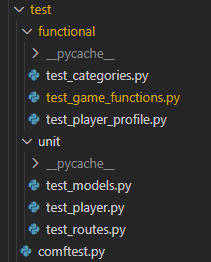 test
functional
__pycache__
test_categories.py
test_game_functions.py
test_player_profile.py
unit
__pycache__
test_models.py
test_player.py
test_routes.py
comftest.py